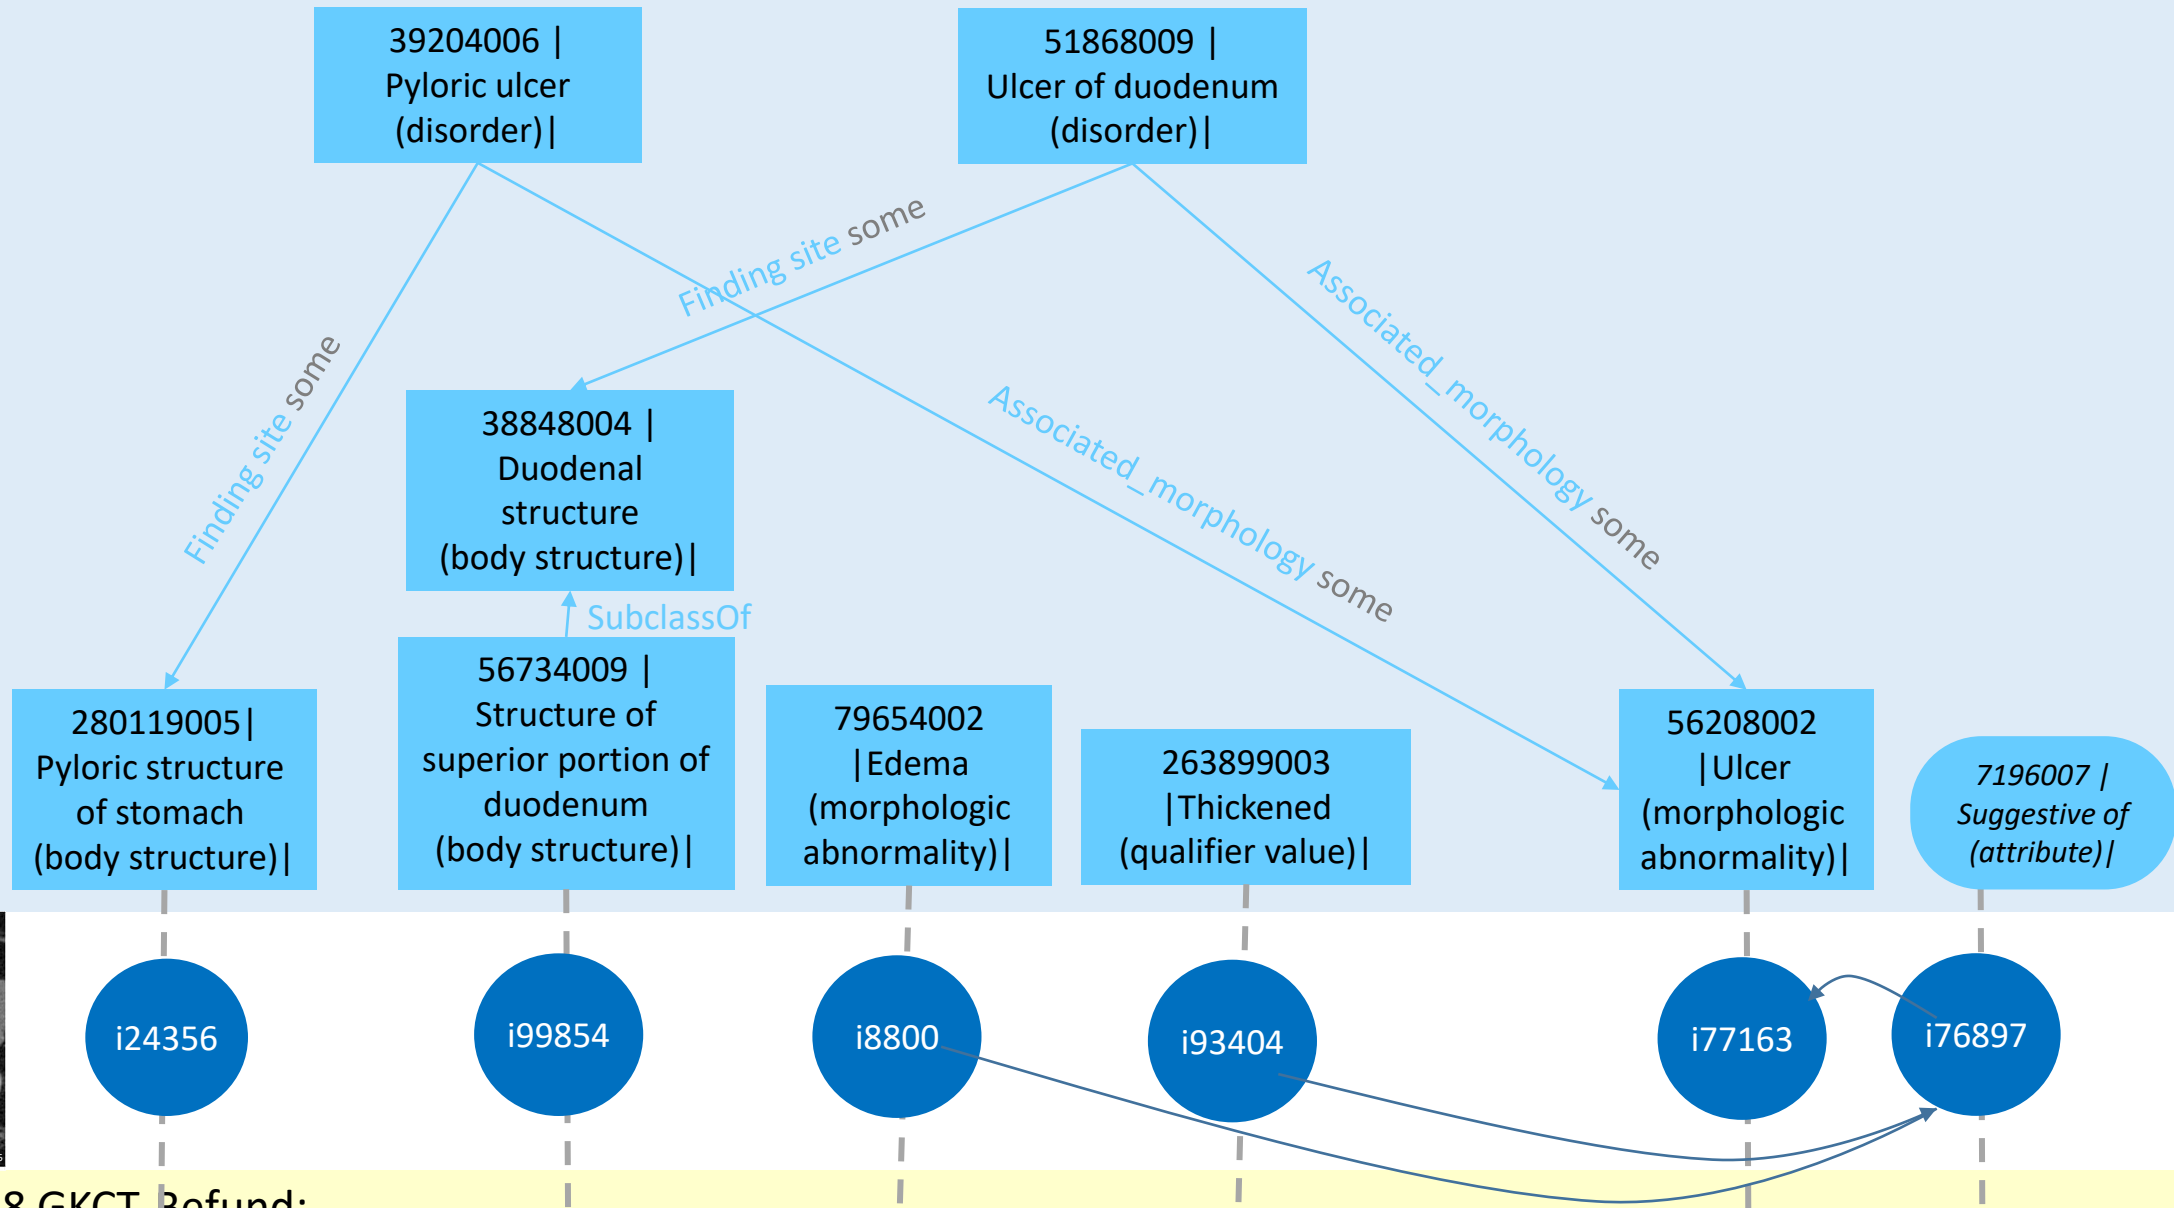 39204006 |
Pyloric ulcer
(disorder)|
51868009 |
Ulcer of duodenum
(disorder)|
Finding site some
Finding site some
Associated_morphology some
Associated_morphology some
38848004 |
Duodenal
structure
(body structure)|
SubclassOf
280119005|
Pyloric structure
of stomach
(body structure)|
56734009 |
Structure of
superior portion of
duodenum
(body structure)|
79654002
|Edema
(morphologic
abnormality)|
263899003
|Thickened
(qualifier value)|
56208002
|Ulcer
(morphologic
abnormality)|
7196007 |
Suggestive of
(attribute)|
i24356
i99854
i8800
i93404
i77163
i76897
8 GKCT Befund: